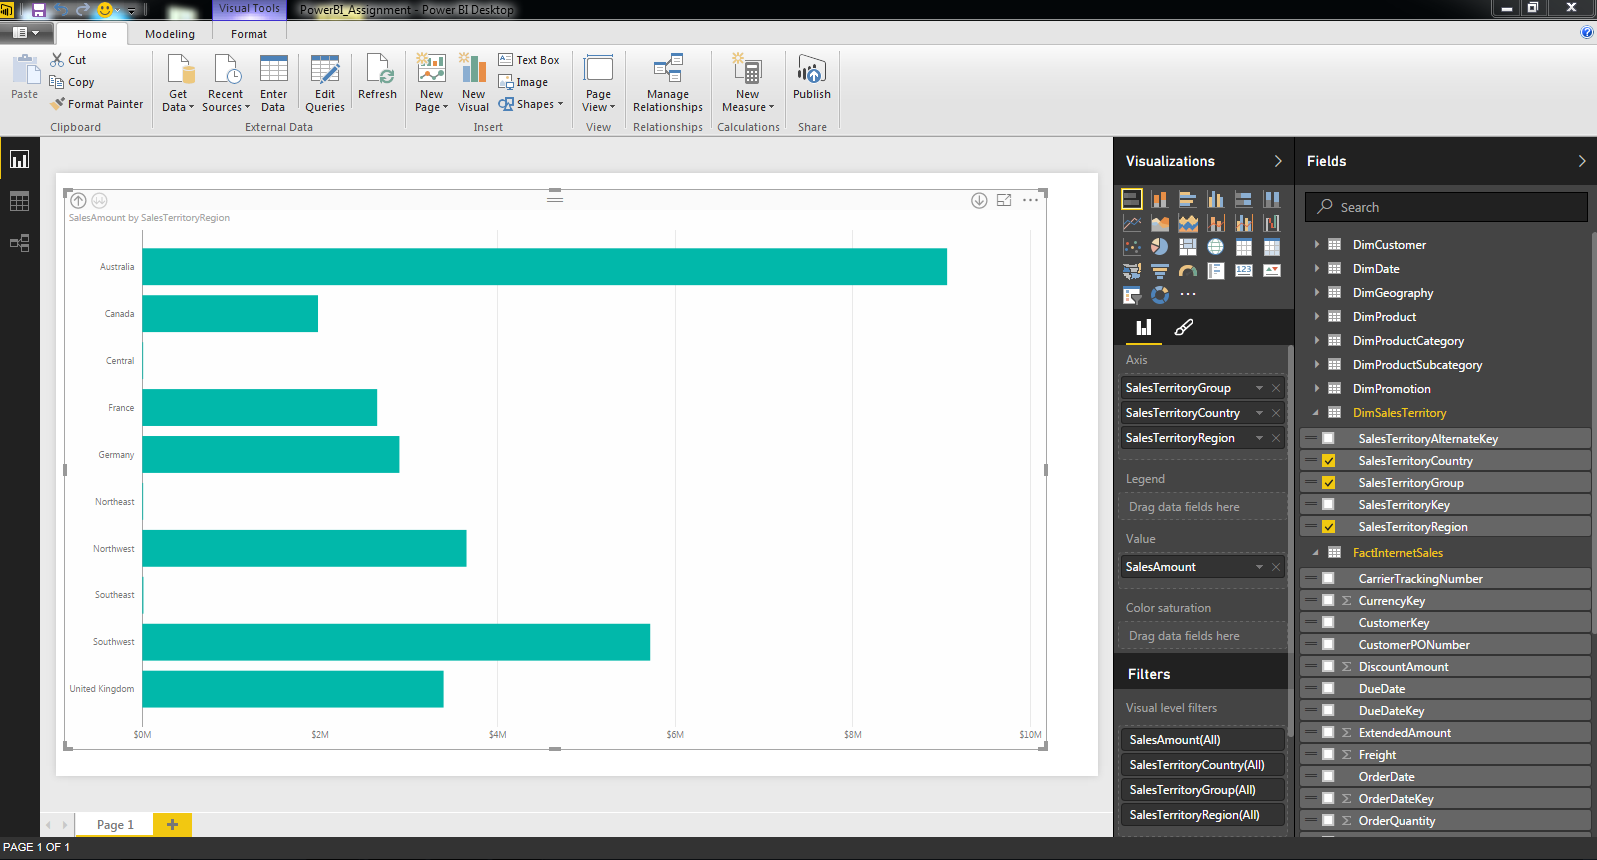 Visual Tools
PowerBI_Assignment - Power BI Desktop
Home
Modeling
Format
Paste
Cut
Copy
Format Painter
Clipboard
Get Data
Recent Sources
Enter Data
Edit Queries
Refresh
External Data
New Page
New Visual
Text Box
Image
Shapes
Insert
Page View
View
Manage Relationships
Relationships
New Measure
Calculations
Publish
Share
SalesAmount by SalesTerritoryRegion
Australia
Canada
Central
France
Germany
Northeast
Northwest
Southeast
Southwest
United Kingdom
$0M $2M $4M $6M $8M $10M
Page 1
PAGE 1 OF 1
Visualizations
123
Axis
SalesTerritoryGroup
SalesTerritoryCountry
SalesTerritoryRegion
Legend
Drag data fields here
Value
SalesAmount
Color saturation
Drag data fields here
Filters
Visual level filters
SalesAmount(All)
SalesTerritoryCountry(All)
SalesTerritoryGroup(All)
SalesTerritoryRegion(All)
Fields
Search
DimCustomer
DimDate
DimGeography
DimProduct
DimProductCategory
DimProductSubcategory
DimPromotion
DimSalesTerritory
SalesTerritoryAlternateKey
SalesTerritoryCountry
SalesTerritoryGroup
SalesTerritoryKey
SalesTerritoryRegion
FactInternetSales
CarrierTrackingNumber
Σ CurrencyKey
CustomerKey
CustomerPONumber
Σ DiscountAmount
DueDate
DueDateKey
Σ ExtendedAmount
Σ Freight
OrderDate
Σ OrderDateKey
Σ OrderQuantity